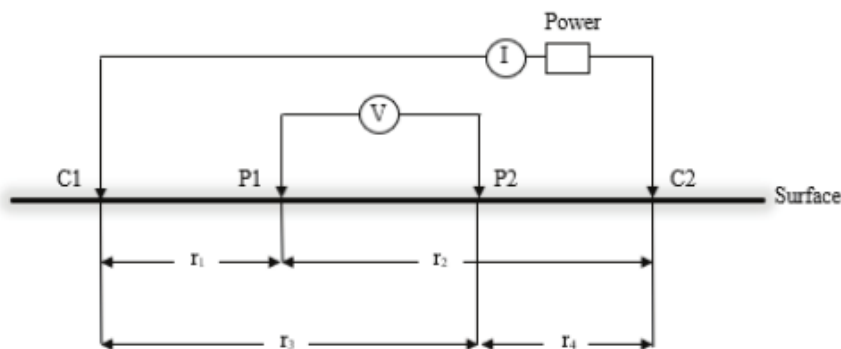 Power
I
V
C1 P1 P2 C2
Surface
r₁ r₂
r₃ r₄